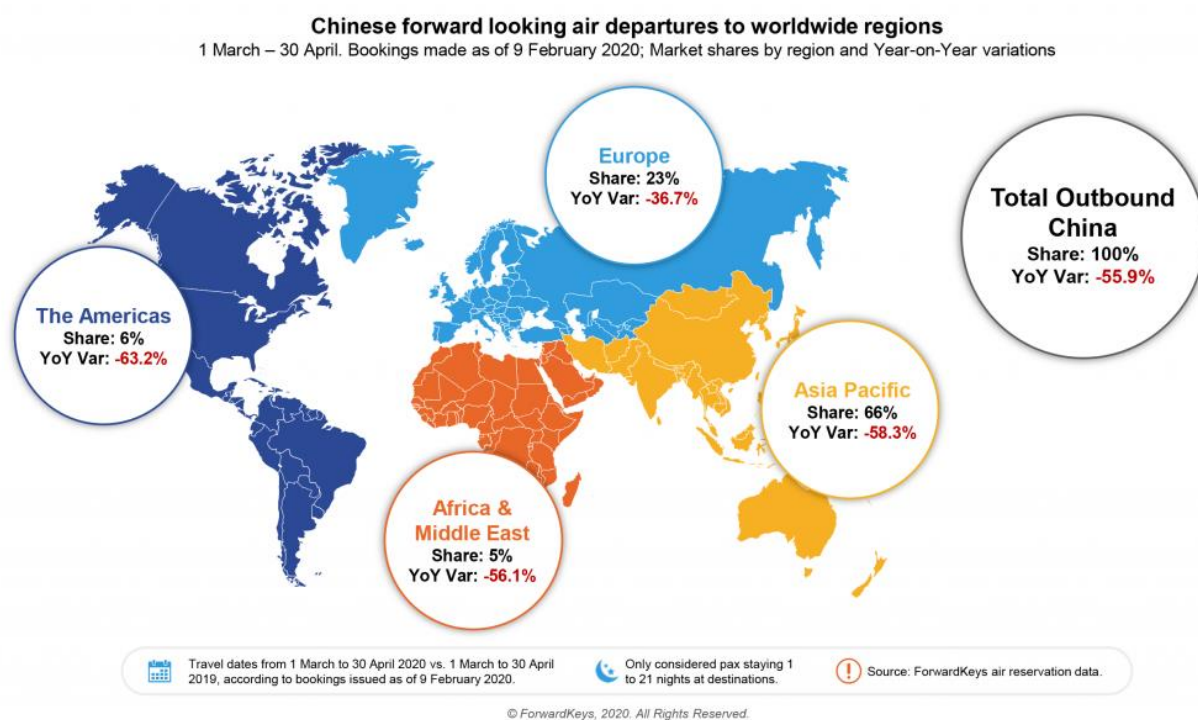 Chinese forward looking air departures to worldwide regions
1 March – 30 April. Bookings made as of 9 February 2020; Market shares by region and Year-on-Year variations
Europe
Share: 23%
YoY Var: -36.7%
Total Outbound
China
Share: 100%
YoY Var: -55.9%
The Americas
Share: 6%
YoY Var: -63.2%
Asia Pacific
Share: 66%
YoY Var: -58.3%
Africa &
Middle East
Share: 5%
YoY Var: -56.1%
Travel dates from 1 March to 30 April 2020 vs. 1 March to 30 April
2019, according to bookings issued as of 9 February 2020.
Only considered pax staying 1
to 21 nights at destinations.
Source: ForwardKeys air reservation data.
© ForwardKeys, 2020. All Rights Reserved.